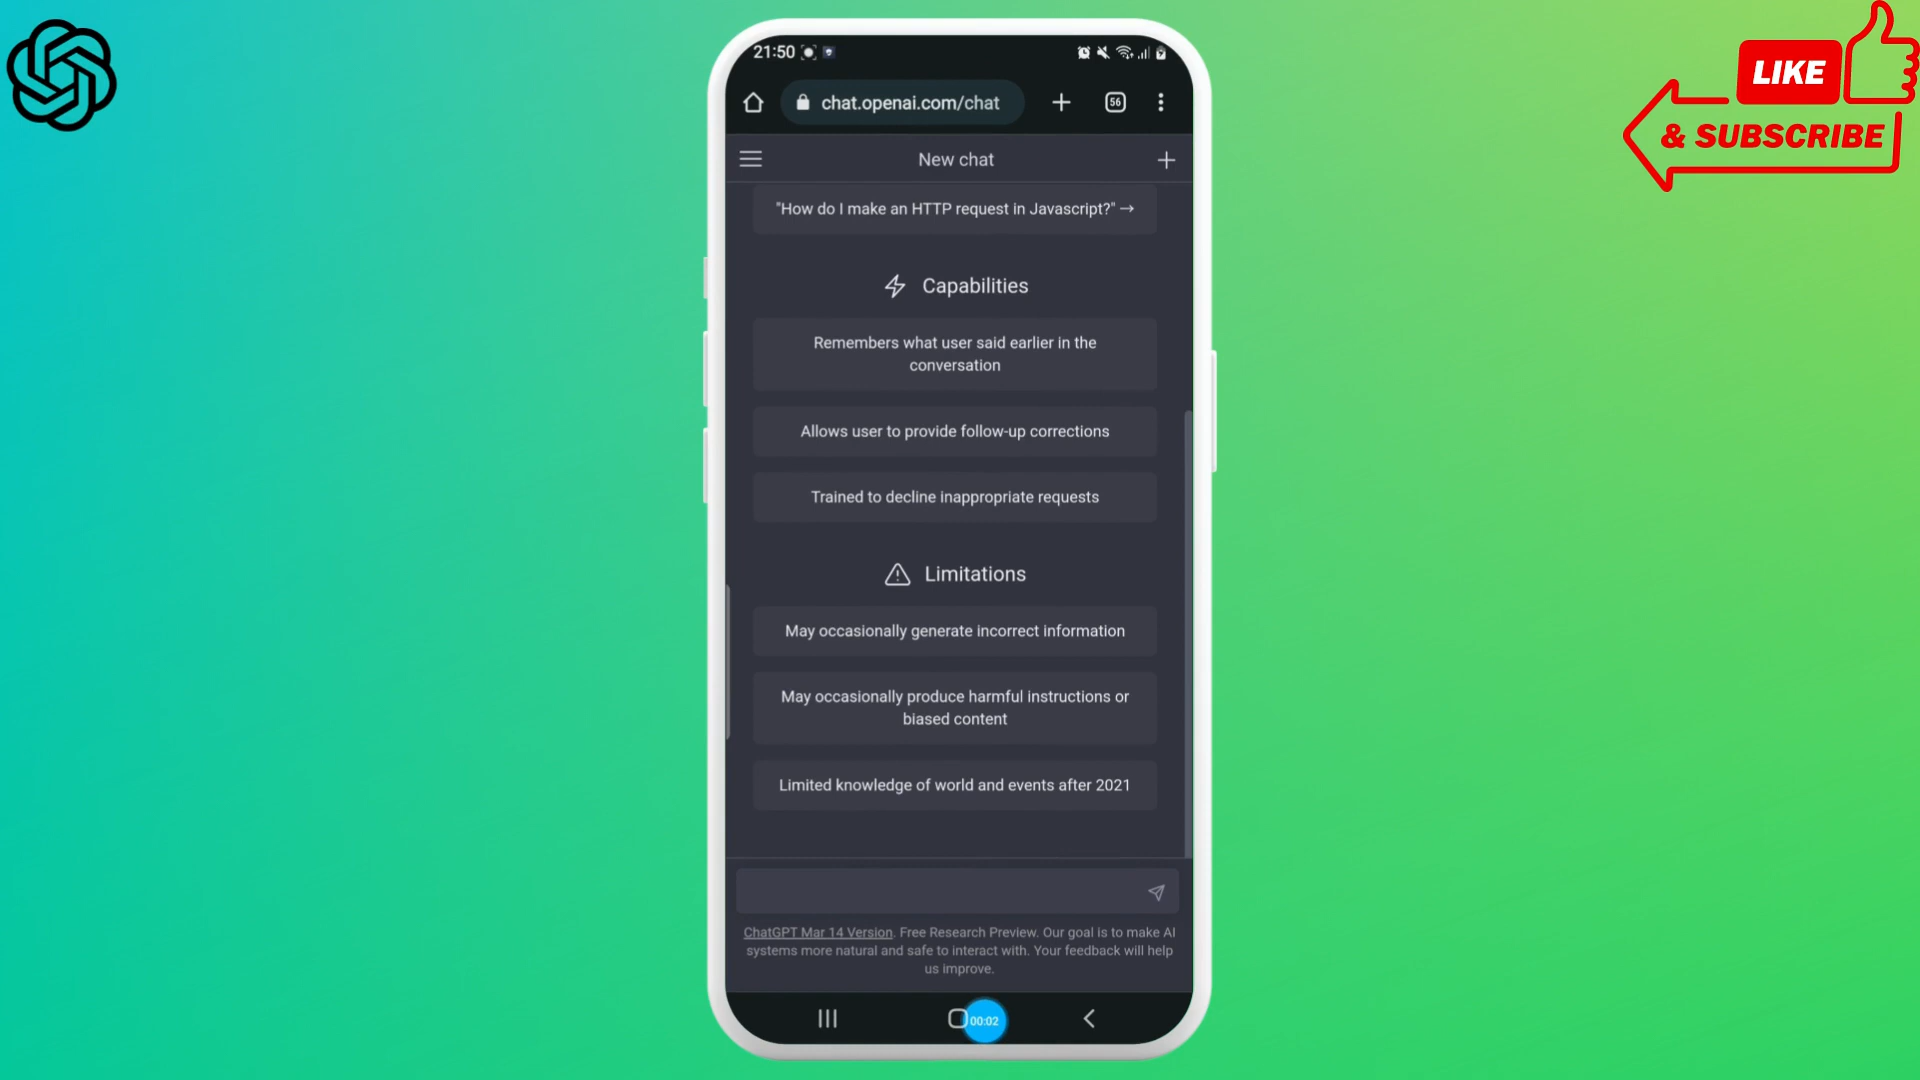 21:50
LIKE
& SUBSCRIBE
chat.openai.com/chat
56
New chat
"How do I make an HTTP request in Javascript?" →
Capabilities
Remembers what user said earlier in the
conversation
Allows user to provide follow-up corrections
Trained to decline inappropriate requests
Limitations
May occasionally generate incorrect information
May occasionally produce harmful instructions or
biased content
Limited knowledge of world and events after 2021
ChatGPT Mar 14 Version. Free Research Preview. Our goal is to make AI
systems more natural and safe to interact with. Your feedback will help
us improve.
00:02